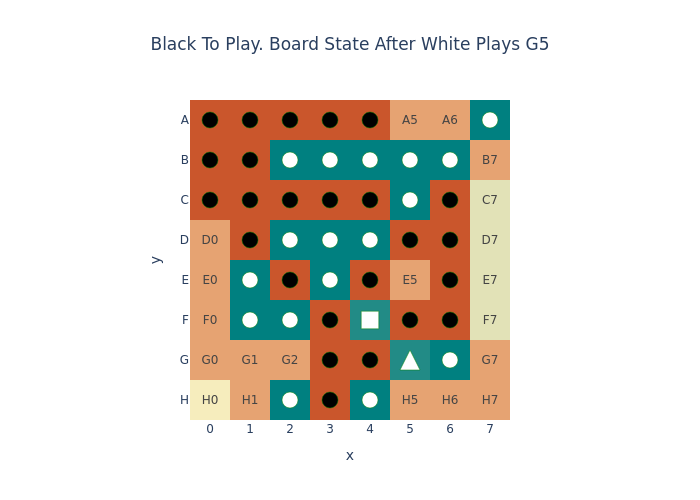 Black To Play. Board State After White Plays G5
A A5 A6
B B7
C C7
D D0 D7
E E0 E5 E7
F F0 F7
G G0 G1 G2 G7
H H0 H1 H5 H6 H7
0 1 2 3 4 5 6 7
x
y